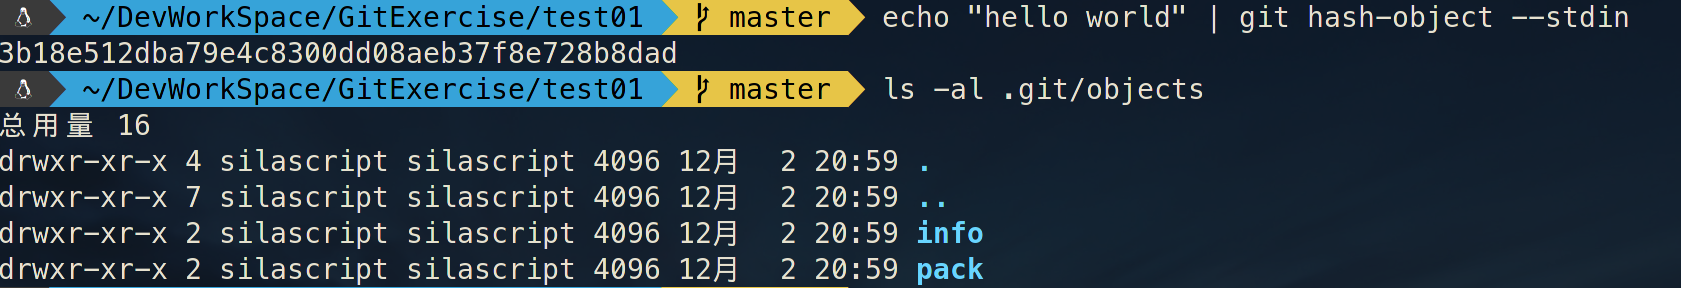 ~/DevWorkSpace/GitExercise/test01 master echo "hello world" | git hash-object --stdin
3b18e512dba79e4c8300dd08aeb37f8e728b8dad
~/DevWorkSpace/GitExercise/test01 master ls -al .git/objects
总用量 16
drwxr-xr-x 4 silascript silascript 4096 12月  2 20:59 .
drwxr-xr-x 7 silascript silascript 4096 12月  2 20:59 ..
drwxr-xr-x 2 silascript silascript 4096 12月  2 20:59 info
drwxr-xr-x 2 silascript silascript 4096 12月  2 20:59 pack